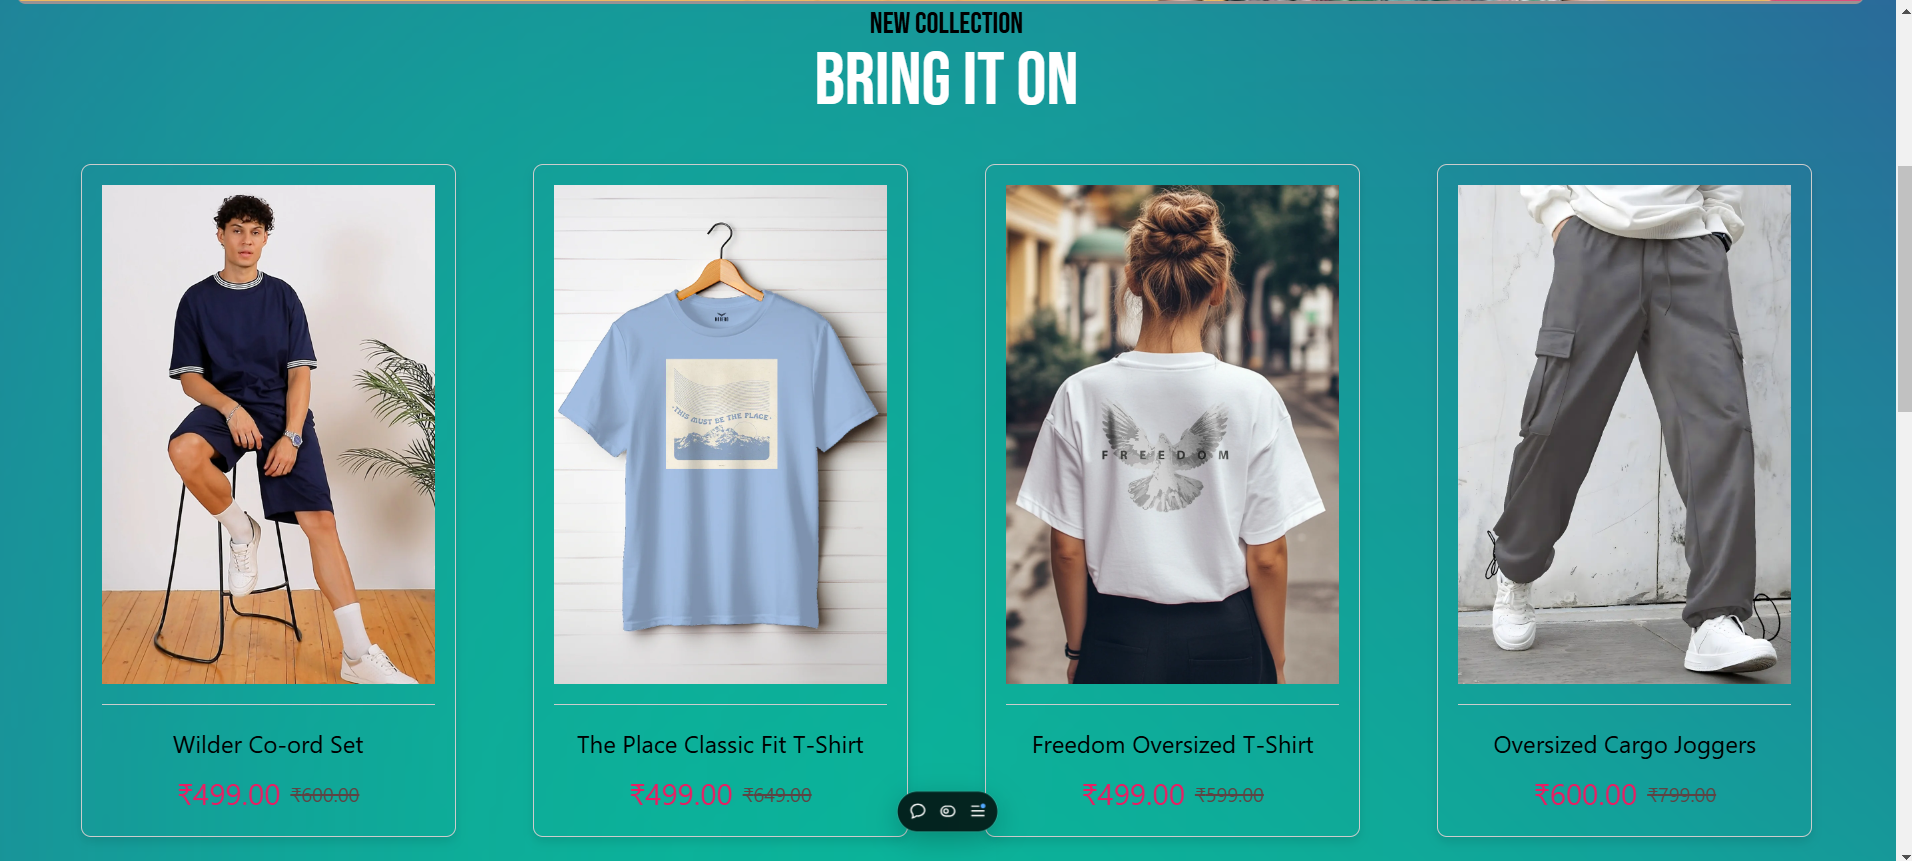 NEW COLLECTION
BRING IT ON
THIS MUST BE THE PLACE
FREEDOM
Wilder Co-ord Set
The Place Classic Fit T-Shirt
Freedom Oversized T-Shirt
Oversized Cargo Joggers
₹499.00 ₹600.00
₹499.00 ₹649.00
₹499.00 ₹599.00
₹600.00 ₹799.00